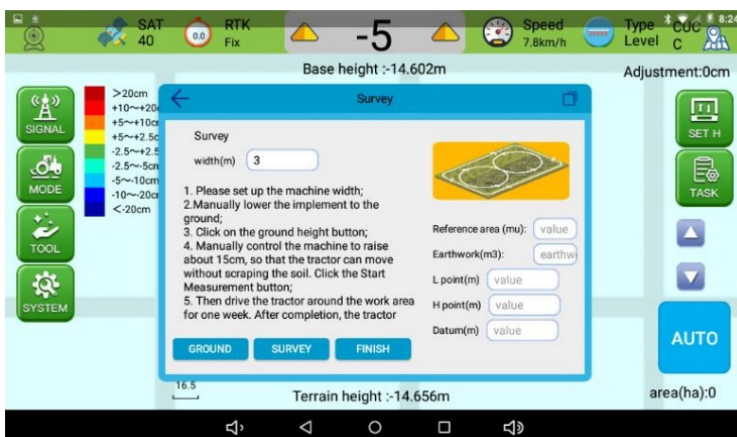 SAT
40
0.0
RTK
Fix
-5
Speed
7.8km/h
Type
Level
CUC
C
8:24
Base height :-14.602m
Adjustment:0cm
SIGNAL
MODE
TOOL
SYSTEM
>20cm
+10～+20
+5～+10c
+5～+2.5c
-2.5～+2.5
-2.5～-5cm
-5～-10cm
-10～-20c
<-20cm
Survey
Survey
width(m) 3
1. Please set up the machine width;
2.Manually lower the implement to the
ground;
3. Click on the ground height button;
4. Manually control the machine to raise
about 15cm, so that the tractor can move
without scraping the soil. Click the Start
Measurement button;
5. Then drive the tractor around the work area
for one week. After completion, the tractor
GROUND SURVEY FINISH
Reference area (mu): value
Earthwork(m3): earthw
L point(m) value
H point(m) value
Datum(m) value
SET H
TASK
AUTO
16.5
Terrain height :-14.656m
area(ha):0